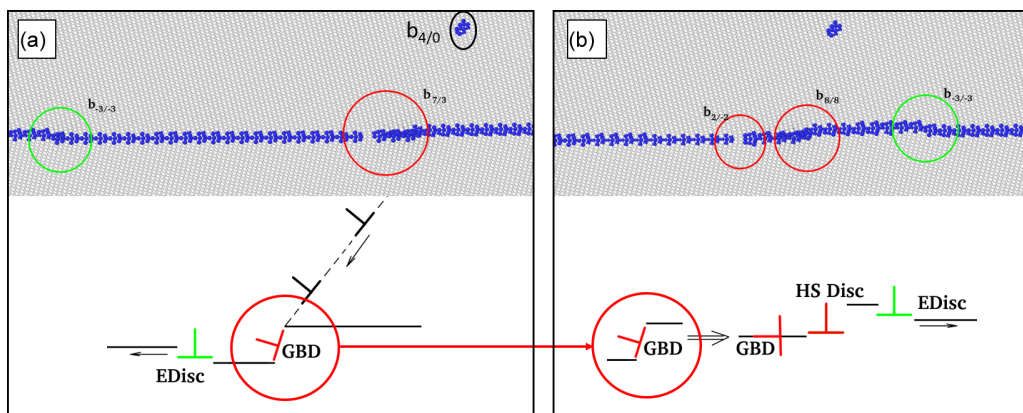 (a)
b4/0
b-3/-3
b7/3
GBD
EDisc
(b)
b2/-2
b8/8
b-3/-3
HS Disc
EDisc
GBD
GBD